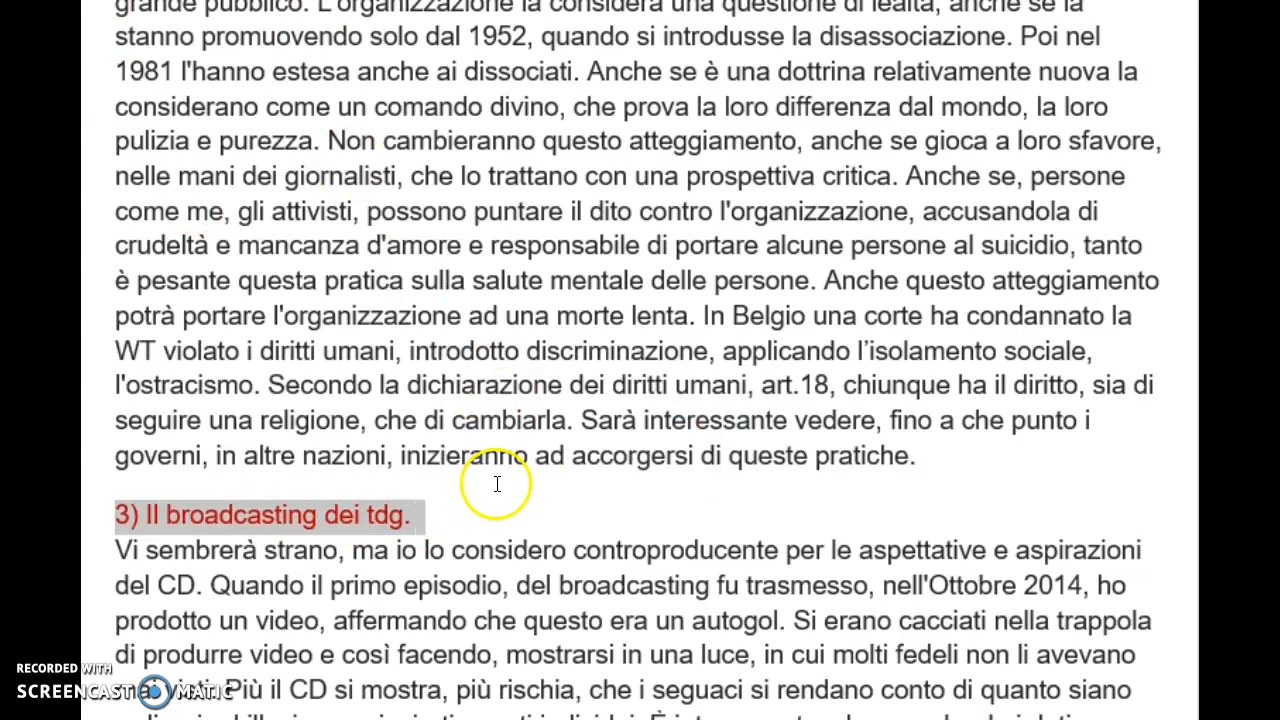 grande pubblico. L'organizzazione la considera una questione di lealtà, anche se la
stanno promuovendo solo dal 1952, quando si introdusse la disassociazione. Poi nel
1981 l'hanno estesa anche ai dissociati. Anche se è una dottrina relativamente nuova la
considerano come un comando divino, che prova la loro differenza dal mondo, la loro
pulizia e purezza. Non cambieranno questo atteggiamento, anche se gioca a loro sfavore,
nelle mani dei giornalisti, che lo trattano con una prospettiva critica. Anche se, persone
come me, gli attivisti, possono puntare il dito contro l'organizzazione, accusandola di
crudeltà e mancanza d'amore e responsabile di portare alcune persone al suicidio, tanto
è pesante questa pratica sulla salute mentale delle persone. Anche questo atteggiamento
potrà portare l'organizzazione ad una morte lenta. In Belgio una corte ha condannato la
WT violato i diritti umani, introdotto discriminazione, applicando l’isolamento sociale,
l'ostracismo. Secondo la dichiarazione dei diritti umani, art.18, chiunque ha il diritto, sia di
seguire una religione, che di cambiarla. Sarà interessante vedere, fino a che punto i
governi, in altre nazioni, inizieranno ad accorgersi di queste pratiche.
3) Il broadcasting dei tdg.
Vi sembrerà strano, ma io lo considero controproducente per le aspettative e aspirazioni
del CD. Quando il primo episodio, del broadcasting fu trasmesso, nell'Ottobre 2014, ho
prodotto un video, affermando che questo era un autogol. Si erano cacciati nella trappola
di produrre video e così facendo, mostrarsi in una luce, in cui molti fedeli non li avevano
Più il CD si mostra, più rischia, che i seguaci si rendano conto di quanto siano
RECORDED WITH
SCREENCAST MATIC